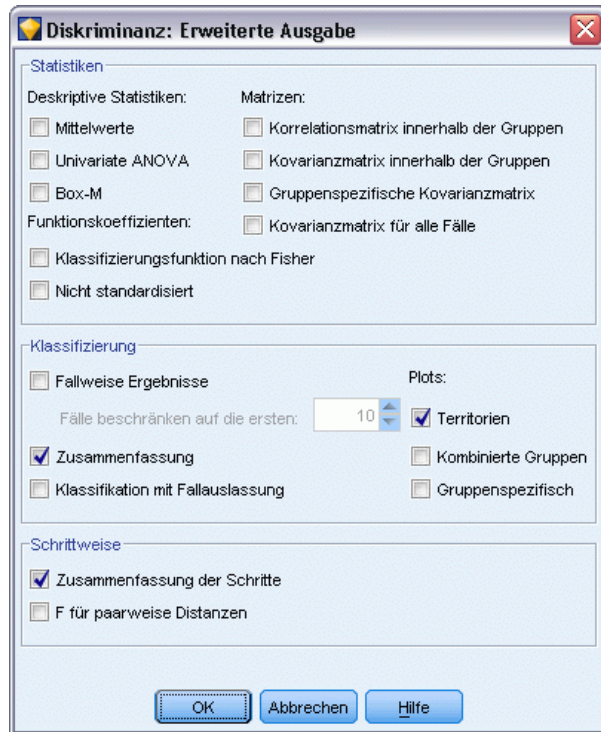 Diskriminanz: Erweiterte Ausgabe
Statistiken
Deskriptive Statistiken:
Matrizen:
Mittelwerte
Korrelationsmatrix innerhalb der Gruppen
Univariate ANOVA
Kovarianzmatrix innerhalb der Gruppen
Box-M
Gruppenspezifische Kovarianzmatrix
Funktionskoeffizienten:
Kovarianzmatrix für alle Fälle
Klassifizierungsfunktion nach Fisher
Nicht standardisiert
Klassifizierung
Fallweise Ergebnisse
Plots:
Fälle beschränken auf die ersten:
10
Territorien
Zusammenfassung
Kombinierte Gruppen
Klassifikation mit Fallauslassung
Gruppenspezifisch
Schrittweise
Zusammenfassung der Schritte
F für paarweise Distanzen
OK
Abbrechen
Hilfe